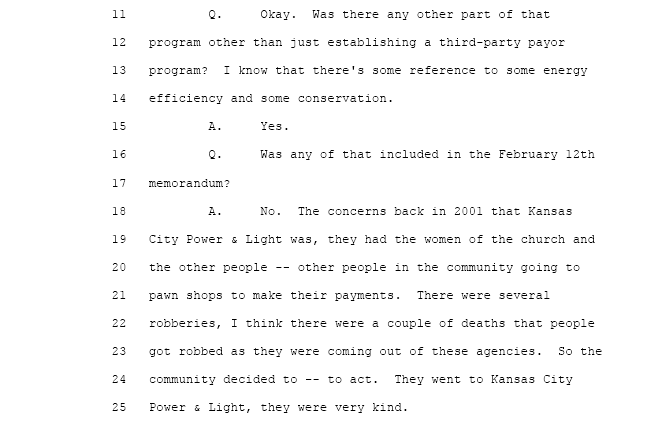 11 Q. Okay. Was there any other part of that
12 program other than just establishing a third-party payor
13 program? I know that there's some reference to some energy
14 efficiency and some conservation.
15 A. Yes.
16 Q. Was any of that included in the February 12th
17 memorandum?
18 A. No. The concerns back in 2001 that Kansas
19 City Power & Light was, they had the women of the church and
20 the other people -- other people in the community going to
21 pawn shops to make their payments. There were several
22 robberies, I think there were a couple of deaths that people
23 got robbed as they were coming out of these agencies. So the
24 community decided to -- to act. They went to Kansas City
25 Power & Light, they were very kind.